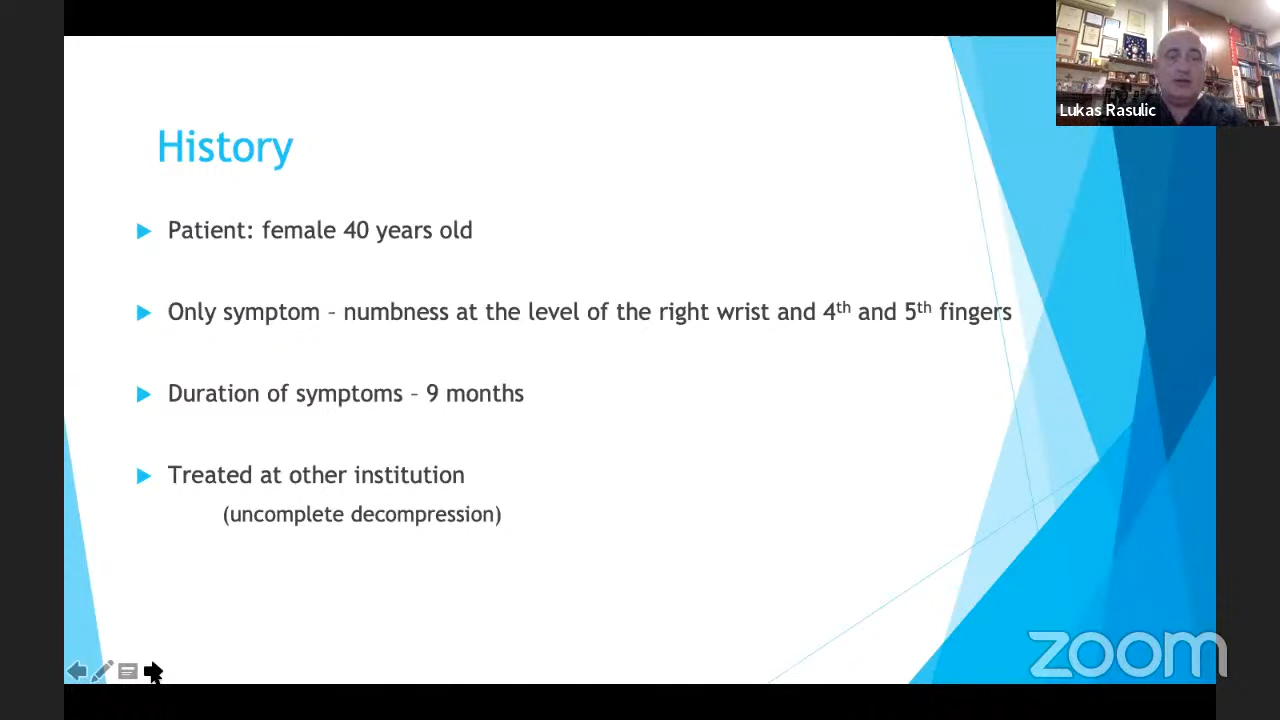 Lukas Rasulic
History
Patient: female 40 years old
Only symptom – numbness at the level of the right wrist and 4th and 5th fingers
Duration of symptoms – 9 months
Treated at other institution
(uncomplete decompression)
zoom